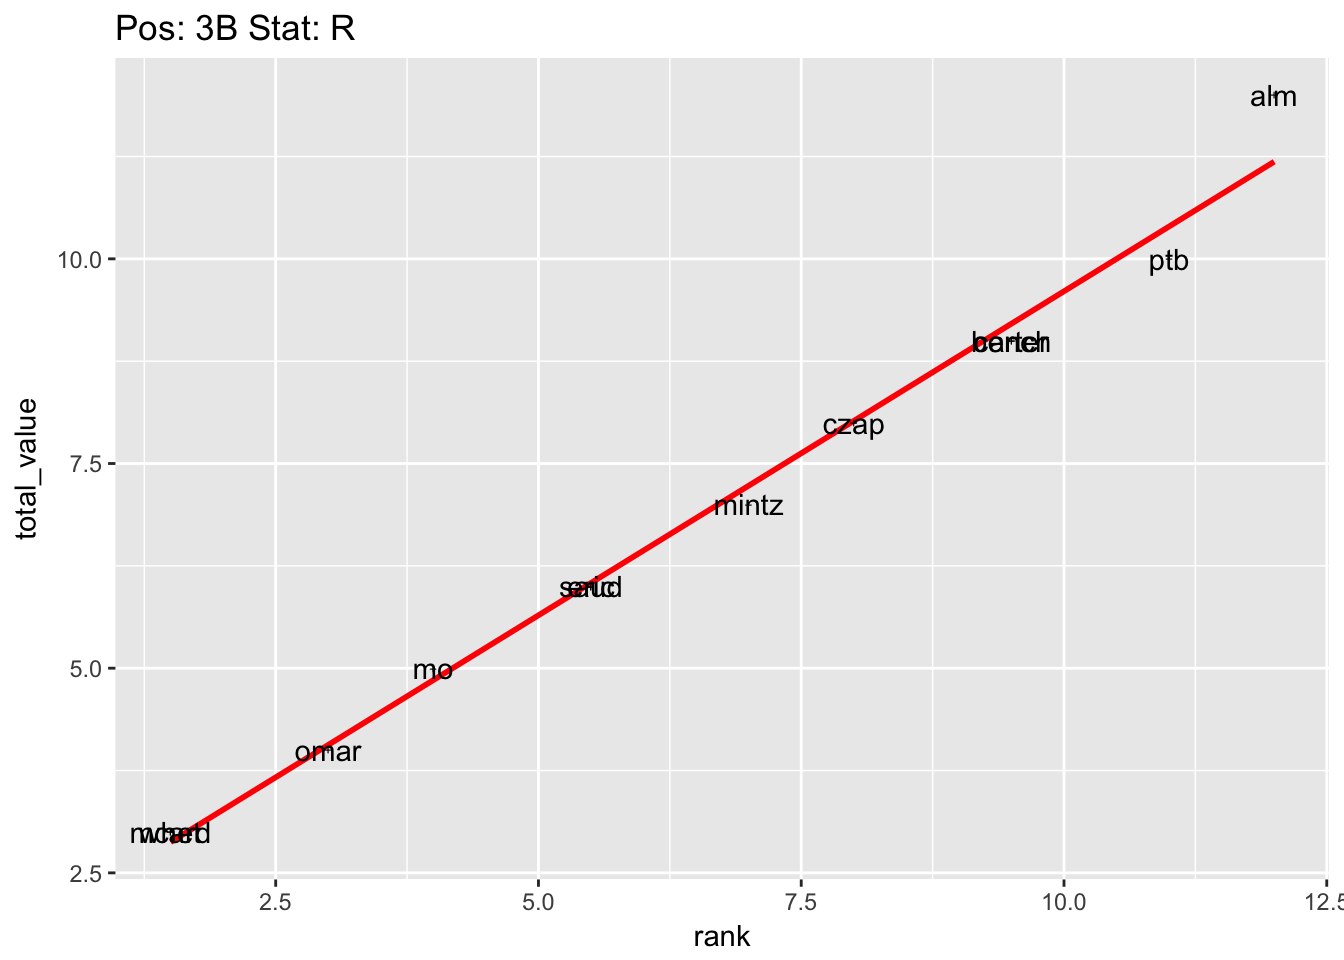 Pos: 3B Stat: R
alm
ptb
czap
mintz
mo
omar
10.0
7.5
5.0
2.5
total_value
2.5 5.0 7.5 10.0 12.5
rank